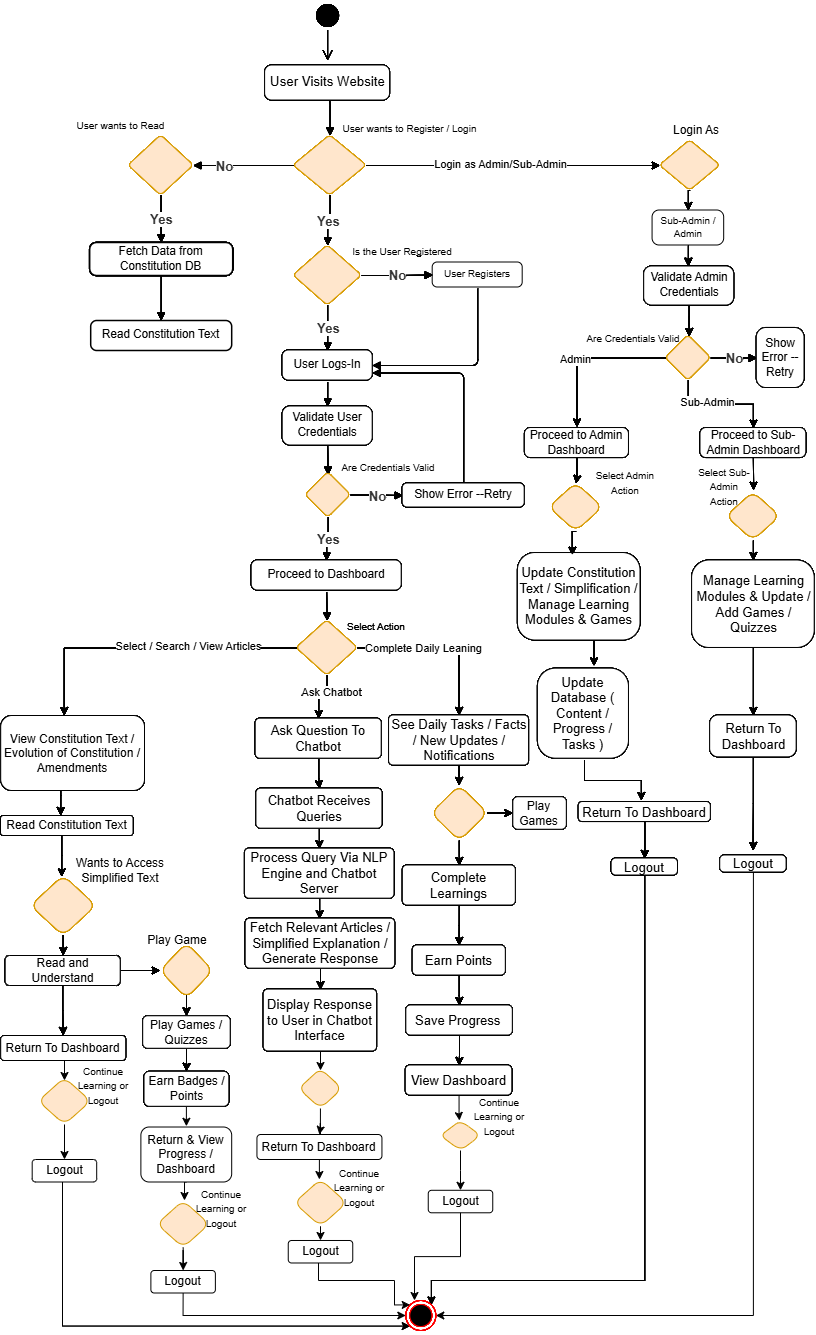 User Visits Website
User wants to Read
User wants to Register / Login
Login As
No
Login as Admin/Sub-Admin
Yes
Yes
Sub-Admin /
Admin
Fetch Data from
Constitution DB
Is the User Registered
No
User Registers
Validate Admin
Credentials
Read Constitution Text
Yes
Are Credentials Valid
Show
Error --
Retry
User Logs-In
Admin
No
Sub-Admin
Validate User
Credentials
Proceed to Admin
Dashboard
Proceed to Sub-
Admin Dashboard
Are Credentials Valid
No
Show Error --Retry
Select Admin
Action
Select Sub-
Admin
Action
Yes
Proceed to Dashboard
Update Constitution
Text / Simplification /
Manage Learning
Modules & Games
Manage Learning
Modules & Update /
Add Games /
Quizzes
Select Action
Select / Search / View Articles
Complete Daily Leaning
Ask Chatbot
Update
Database (
Content /
Progress /
Tasks )
View Constitution Text /
Evolution of Constitution /
Amendments
Ask Question To
Chatbot
See Daily Tasks / Facts
/ New Updates /
Notifications
Return To
Dashboard
Read Constitution Text
Chatbot Receives
Queries
Play
Games
Return To Dashboard
Wants to Access
Simplified Text
Process Query Via NLP
Engine and Chatbot
Server
Complete
Learnings
Logout
Logout
Fetch Relevant Articles /
Simplified Explanation /
Generate Response
Play Game
Read and
Understand
Earn Points
Display Response
to User in Chatbot
Interface
Save Progress
Play Games /
Quizzes
Return To Dashboard
Continue
Learning or
Logout
Earn Badges /
Points
View Dashboard
Continue
Learning or
Logout
Return & View
Progress /
Dashboard
Return To Dashboard
Logout
Continue
Learning or
Logout
Continue
Learning or
Logout
Logout
Logout
Logout